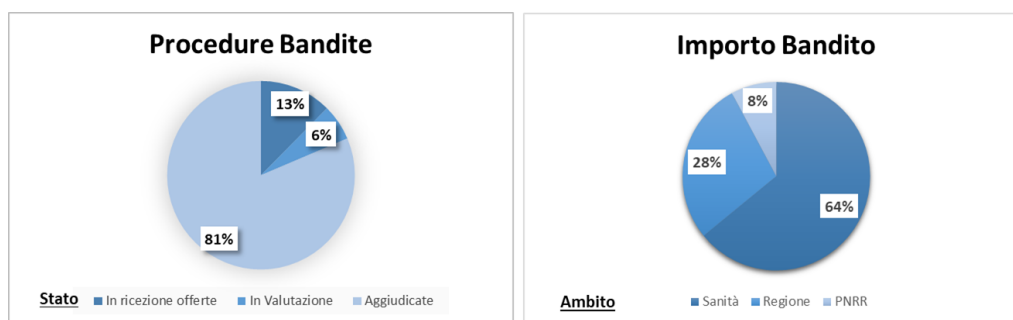 Procedure Bandite
13%
6%
81%
Stato In ricezione offerte In Valutazione Aggiudicate
Importo Bandito
8%
28%
64%
Ambito Sanità Regione PNRR